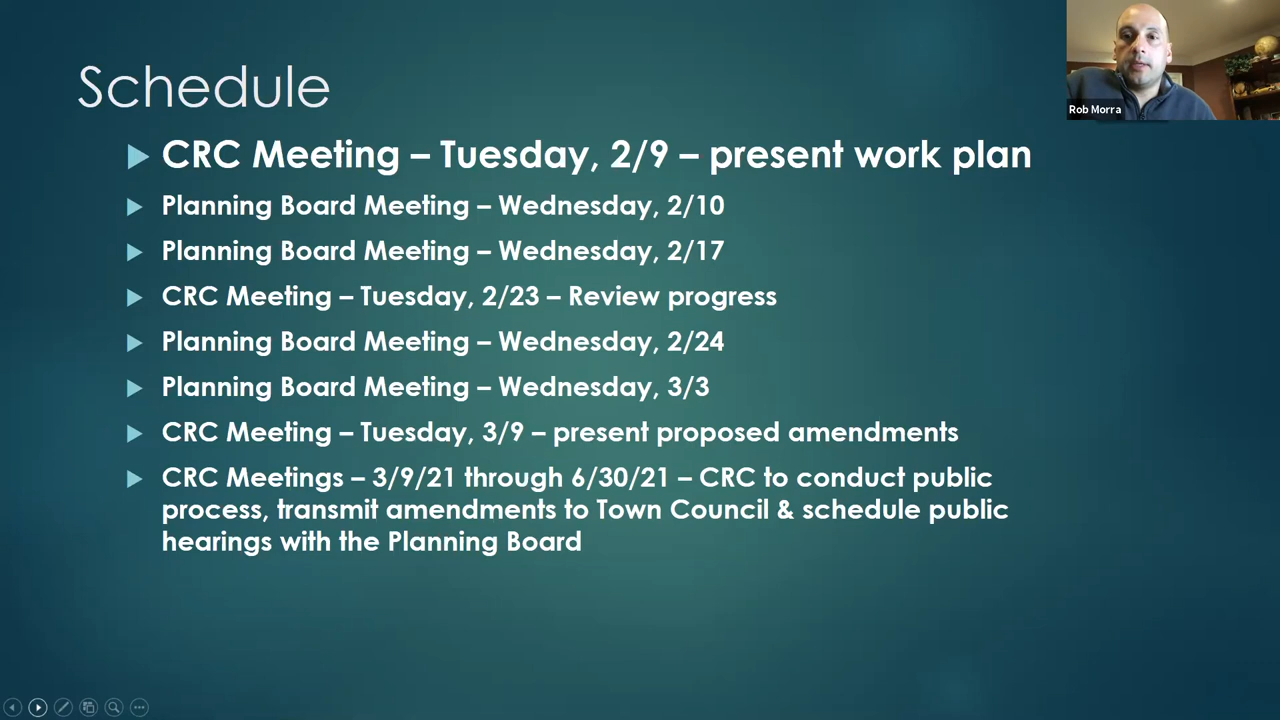 Schedule
CRC Meeting – Tuesday, 2/9 – present work plan
Planning Board Meeting – Wednesday, 2/10
Planning Board Meeting – Wednesday, 2/17
CRC Meeting – Tuesday, 2/23 – Review progress
Planning Board Meeting – Wednesday, 2/24
Planning Board Meeting – Wednesday, 3/3
CRC Meeting – Tuesday, 3/9 – present proposed amendments
CRC Meetings – 3/9/21 through 6/30/21 – CRC to conduct public
process, transmit amendments to Town Council & schedule public
hearings with the Planning Board
Rob Morra